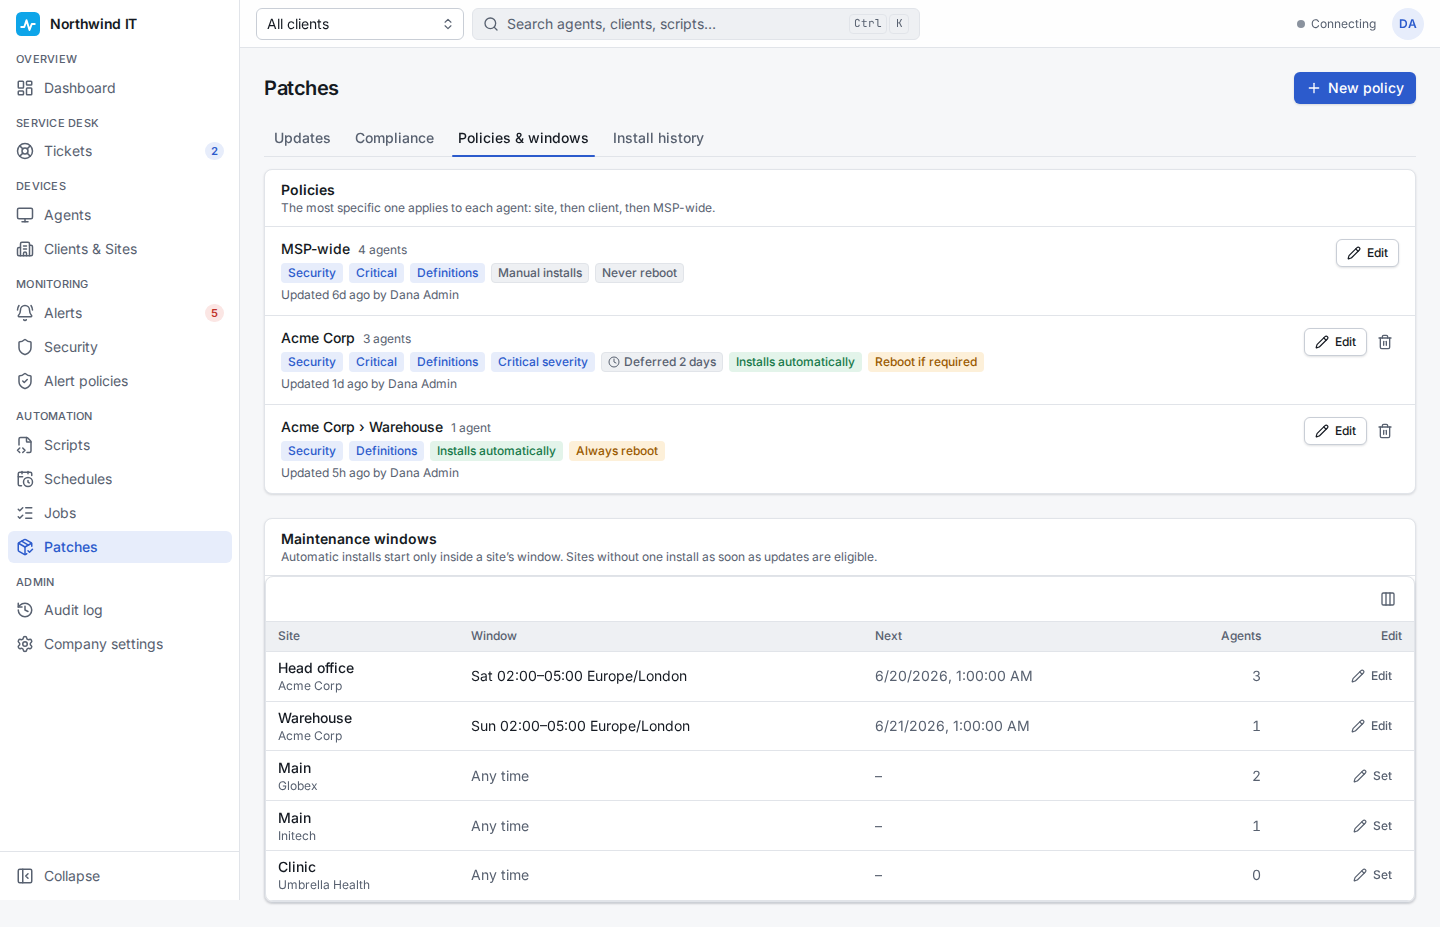 Northwind IT
All clients
Search agents, clients, scripts...
Ctrl K
Connecting
DA
OVERVIEW
Dashboard
SERVICE DESK
Tickets 2
DEVICES
Agents
Clients & Sites
MONITORING
Alerts 5
Security
Alert policies
AUTOMATION
Scripts
Schedules
Jobs
Patches
ADMIN
Audit log
Company settings
Collapse
Patches
New policy
Updates Compliance Policies & windows Install history
Policies
The most specific one applies to each agent: site, then client, then MSP-wide.
MSP-wide 4 agents
Edit
Security Critical Definitions Manual installs Never reboot
Updated 6d ago by Dana Admin
Acme Corp 3 agents
Edit
Security Critical Definitions Critical severity Deferred 2 days Installs automatically Reboot if required
Updated 1d ago by Dana Admin
Acme Corp › Warehouse 1 agent
Edit
Security Definitions Installs automatically Always reboot
Updated 5h ago by Dana Admin
Maintenance windows
Automatic installs start only inside a site’s window. Sites without one install as soon as updates are eligible.
Site Window Next Agents Edit
Head office
Acme Corp
Sat 02:00–05:00 Europe/London 6/20/2026, 1:00:00 AM 3 Edit
Warehouse
Acme Corp
Sun 02:00–05:00 Europe/London 6/21/2026, 1:00:00 AM 1 Edit
Main
Globex
Any time – 2 Set
Main
Initech
Any time – 1 Set
Clinic
Umbrella Health
Any time – 0 Set